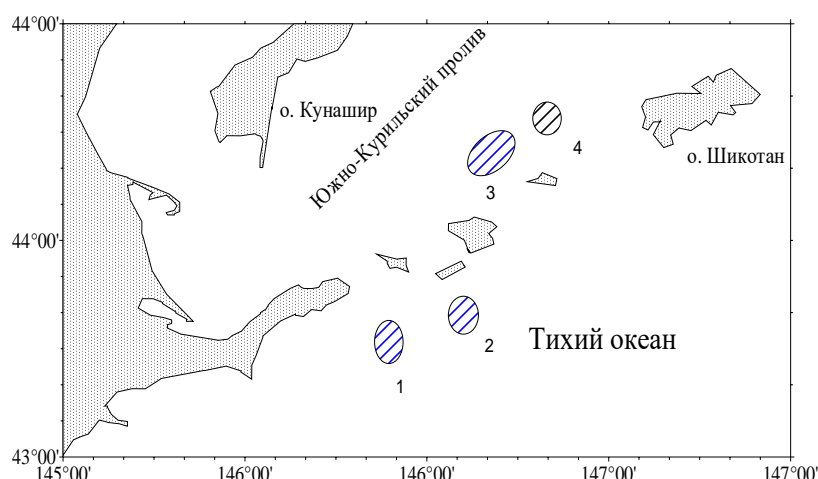 44°00'
о. Кунашир
Южно-Курильский пролив
4
о. Шикотан
3
44°00'
2
Тихий океан
1
43°00'
145°00' 146°00' 146°00' 147°00' 147°00'